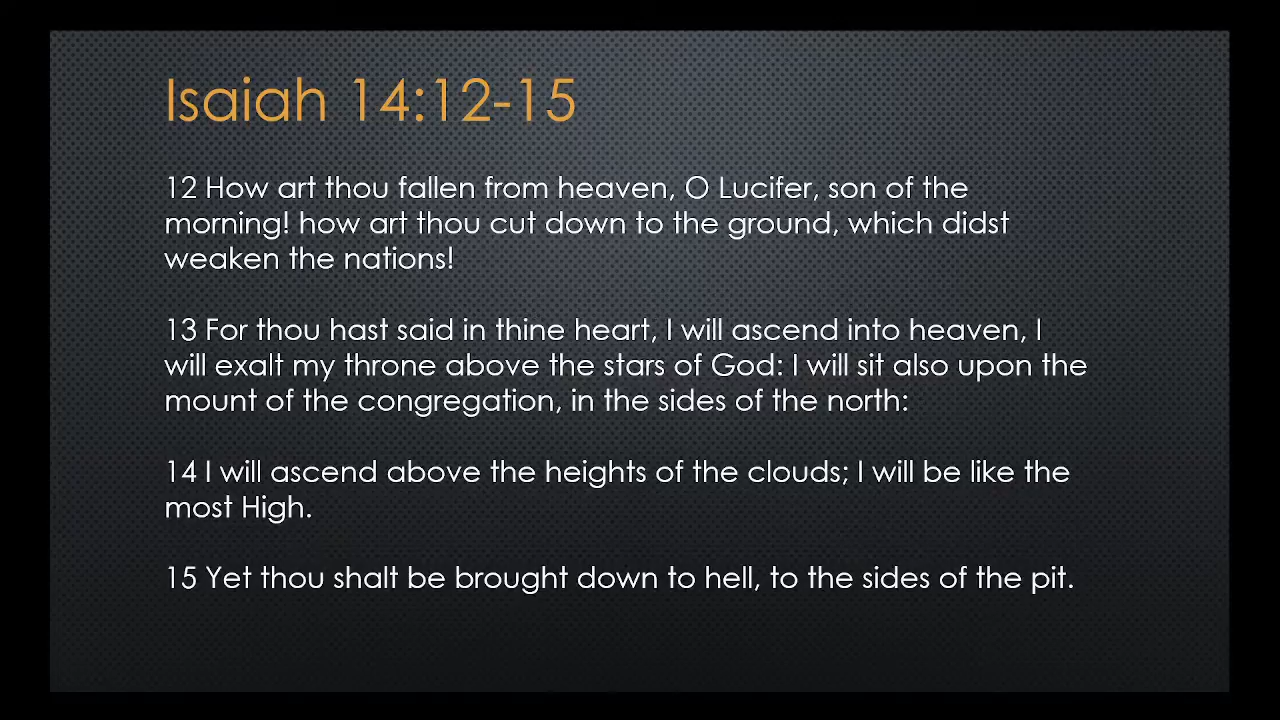 Isaiah 14:12-15
12 How art thou fallen from heaven, O Lucifer, son of the
morning! how art thou cut down to the ground, which didst
weaken the nations!
13 For thou hast said in thine heart, I will ascend into heaven, I
will exalt my throne above the stars of God: I will sit also upon the
mount of the congregation, in the sides of the north:
14 I will ascend above the heights of the clouds; I will be like the
most High.
15 Yet thou shalt be brought down to hell, to the sides of the pit.